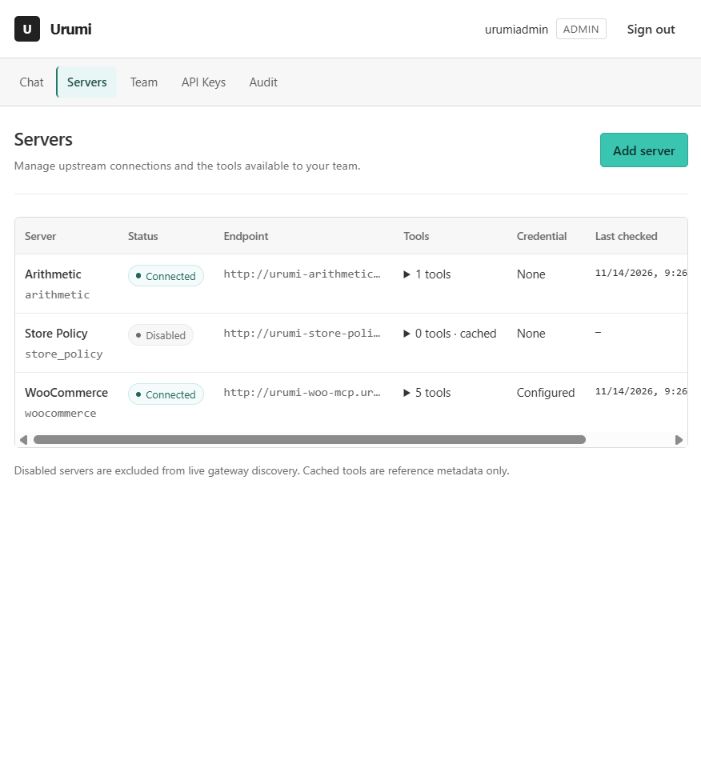 U Urumi urumiadmin ADMIN Sign out
Chat Servers Team API Keys Audit
Servers
Add server
Manage upstream connections and the tools available to your team.
Server Status Endpoint Tools Credential Last checked
Arithmetic Connected http://urumi-arithmetic… ▶ 1 tools None 11/14/2026, 9:26
arithmetic
Store Policy Disabled http://urumi-store-poli… ▶ 0 tools · cached None –
store_policy
WooCommerce Connected http://urumi-woo-mcp.ur… ▶ 5 tools Configured 11/14/2026, 9:26
woocommerce
Disabled servers are excluded from live gateway discovery. Cached tools are reference metadata only.